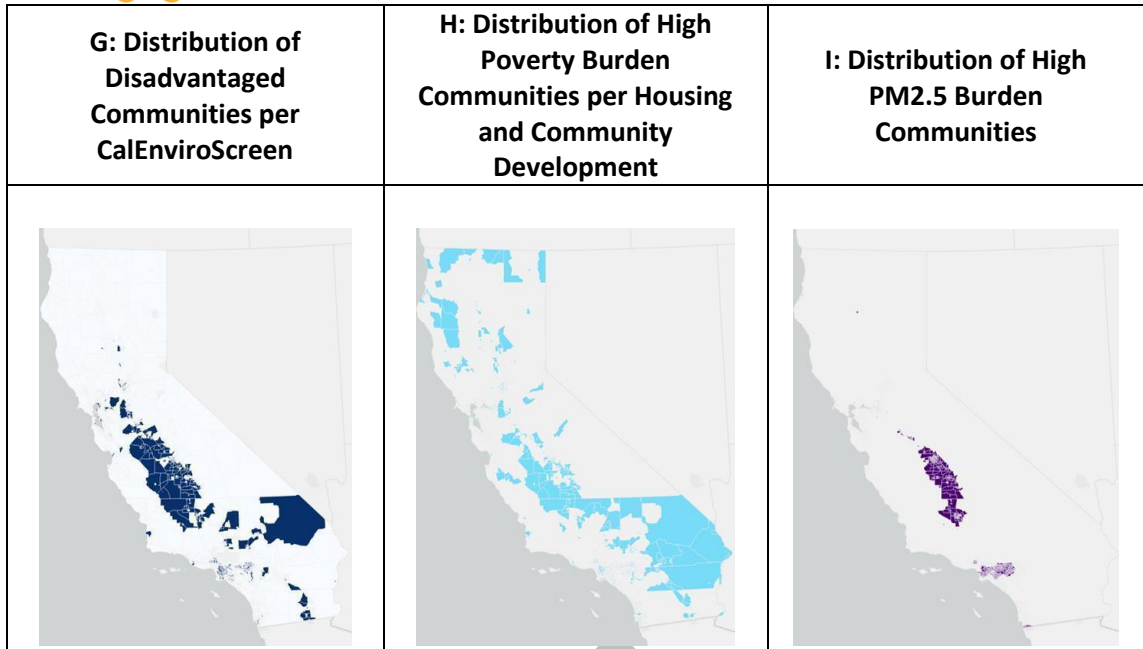 G: Distribution of
Disadvantaged
Communities per
CalEnviroScreen
H: Distribution of High
Poverty Burden
Communities per Housing
and Community
Development
I: Distribution of High
PM2.5 Burden
Communities